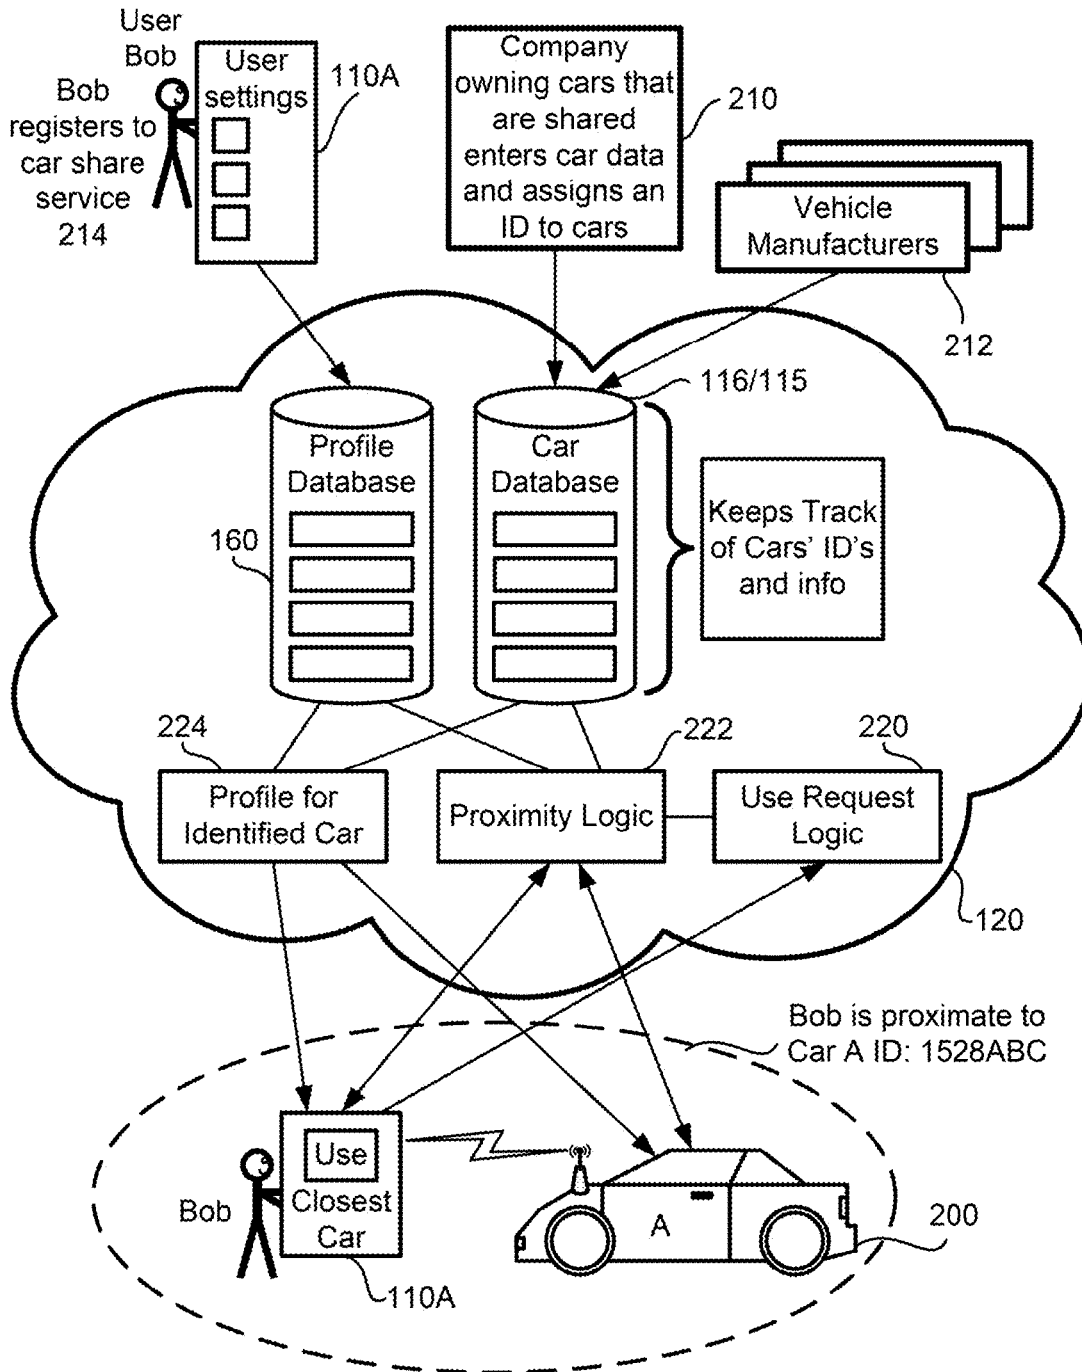 User
Bob
Bob
registers to
car share
service
214
User
settings
110A
Company
owning cars that
are shared
enters car data
and assigns an
ID to cars
210
Vehicle
Manufacturers
212
116/115
Profile
Database
160
Car
Database
Keeps Track
of Cars' ID's
and info
224
Profile for
Identified Car
222
Proximity Logic
220
Use Request
Logic
120
Bob is proximate to
Car A ID: 1528ABC
Bob
Use
Closest
Car
110A
A
200